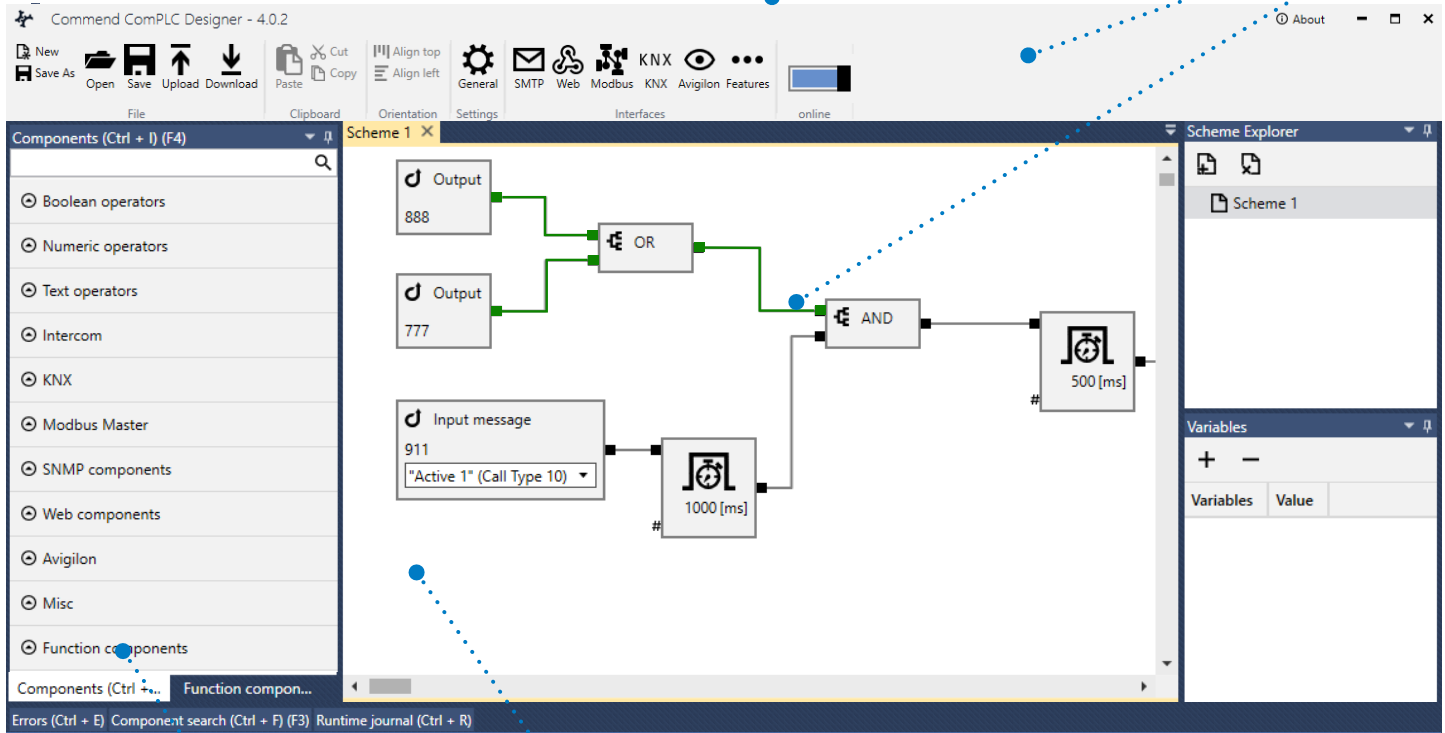 Commend ComPLC Designer - 4.0.2
About
New
Save As
Open
Save
Upload
Download
Paste
Cut
Copy
Align top
Align left
General
SMTP
Web
Modbus
KNX
KNX
Avigilon
Features
File
Clipboard
Orientation
Settings
Interfaces
online
Components (Ctrl + I) (F4)
Boolean operators
Numeric operators
Text operators
Intercom
KNX
Modbus Master
SNMP components
Web components
Avigilon
Misc
Function components
Components (Ctrl +...
Function compon...
Scheme 1
Output
888
OR
Output
777
AND
500 [ms]
#
Input message
911
"Active 1" (Call Type 10)
1000 [ms]
#
Scheme Explorer
Scheme 1
Variables
Variables Value
Errors (Ctrl + E) Component search (Ctrl + F) (F3) Runtime journal (Ctrl + R)